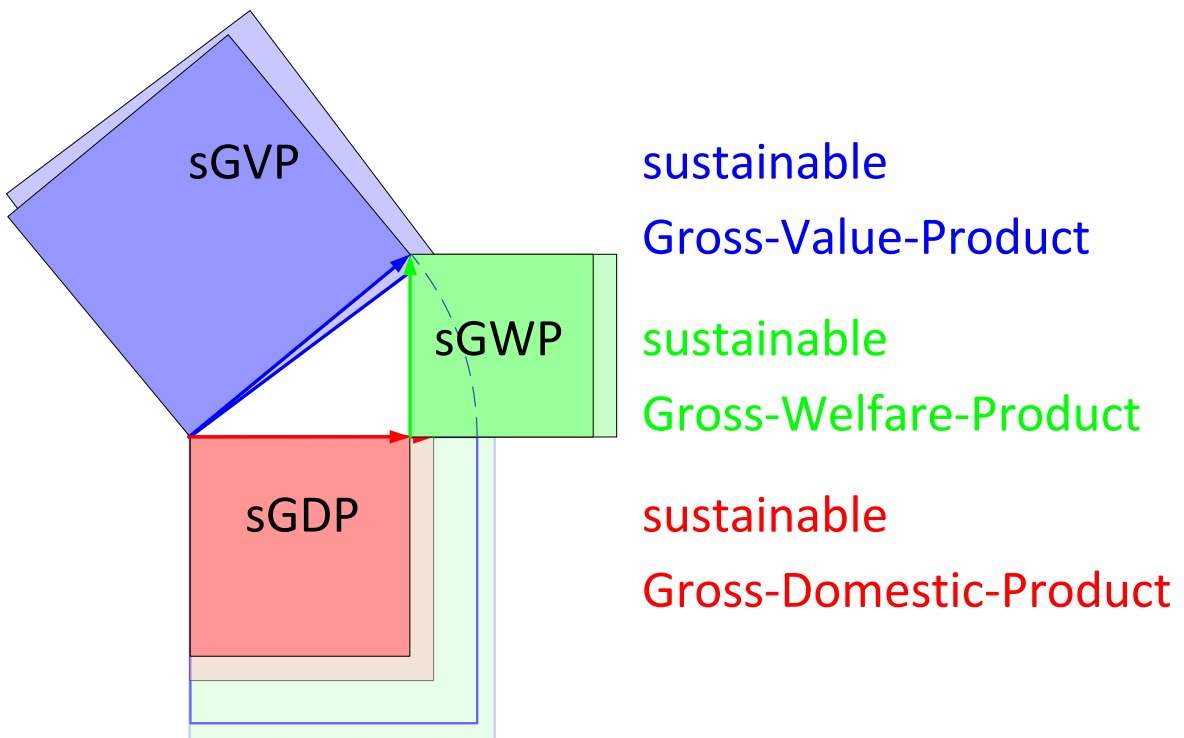 sGVP
sustainable
Gross-Value-Product
sGWP
sustainable
Gross-Welfare-Product
sGDP
sustainable
Gross-Domestic-Product